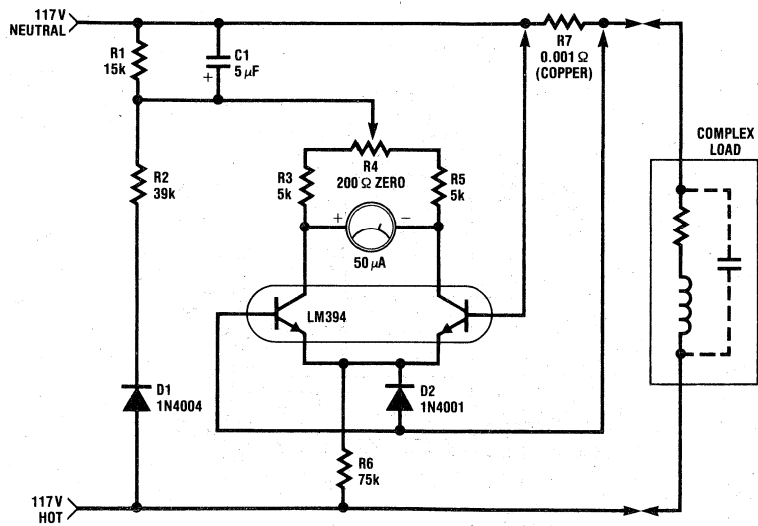 117V
NEUTRAL
R1
15k
C1
5 µF
+
R7
0.001 Ω
(COPPER)
COMPLEX
LOAD
R2
39k
R3
5k
R4
200 Ω ZERO
R5
5k
+
−
50 µA
LM394
D1
1N4004
D2
1N4001
R6
75k
117V
HOT